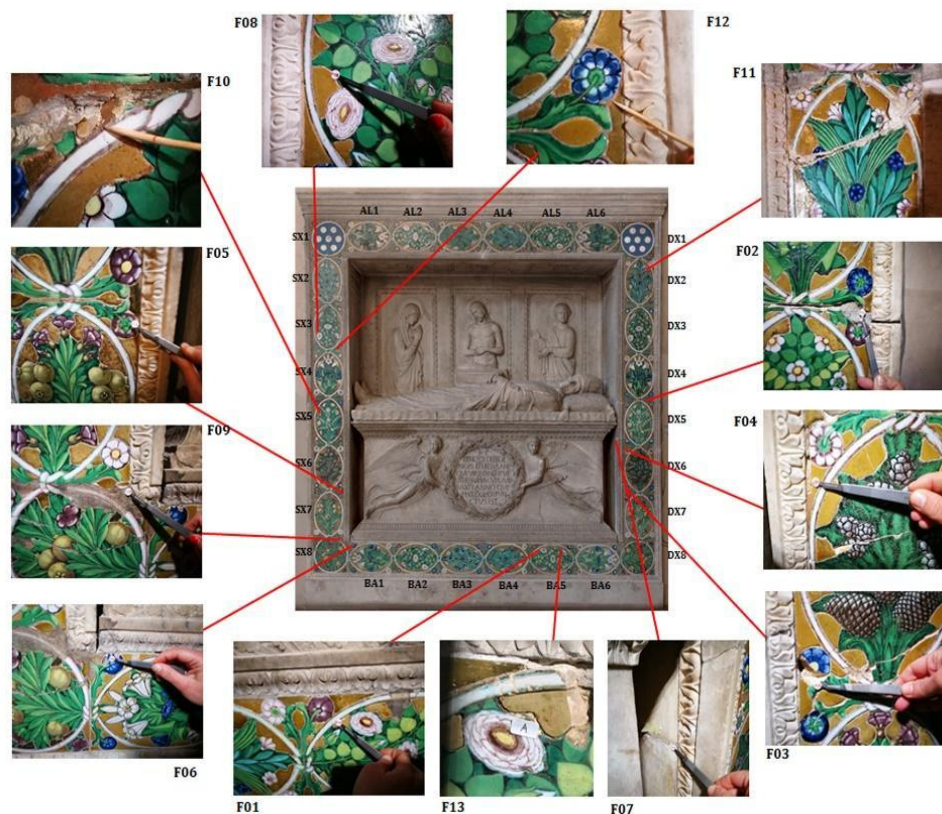 F08
F12
F10
F11
AL1 AL2 AL3 AL4 AL5 AL6
SX1
DX1
F05
F02
SX2
DX2
SX3
DX3
SX4
DX4
F09
F04
SX5
DX5
SX6
DX6
SX7
DX7
SX8
DX8
BA1 BA2 BA3 BA4 BA5 BA6
A
F06
F03
F01
F13
F07